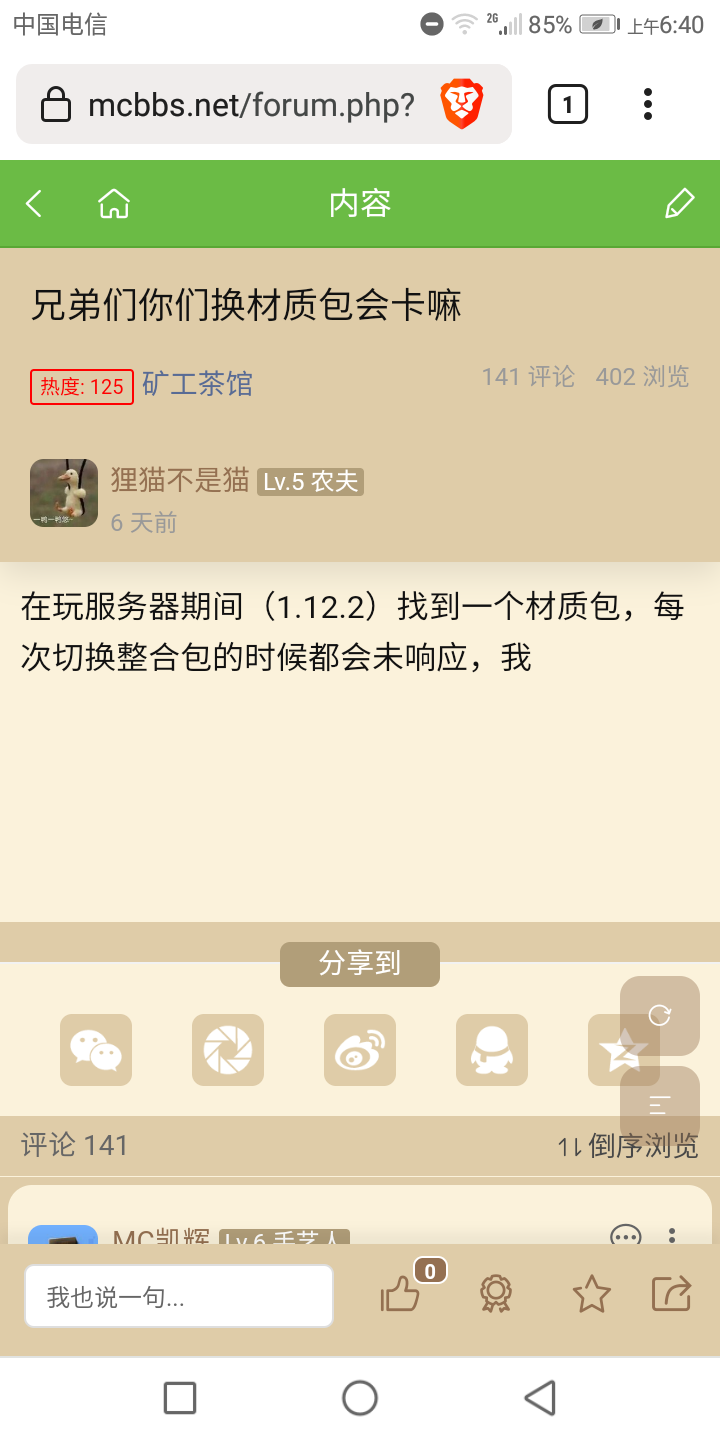 中国电信
2G
85%
上午6:40
mcbbs.net/forum.php?
1
内容
兄弟们你们换材质包会卡嘛
热度: 125 矿工茶馆
141 评论 402 浏览
狸猫不是猫 Lv.5 农夫
6 天前
在玩服务器期间（1.12.2）找到一个材质包，每
次切换整合包的时候都会未响应，我
分享到
评论 141
倒序浏览
MC凯辉 Lv.6 手艺人
我也说一句...
0